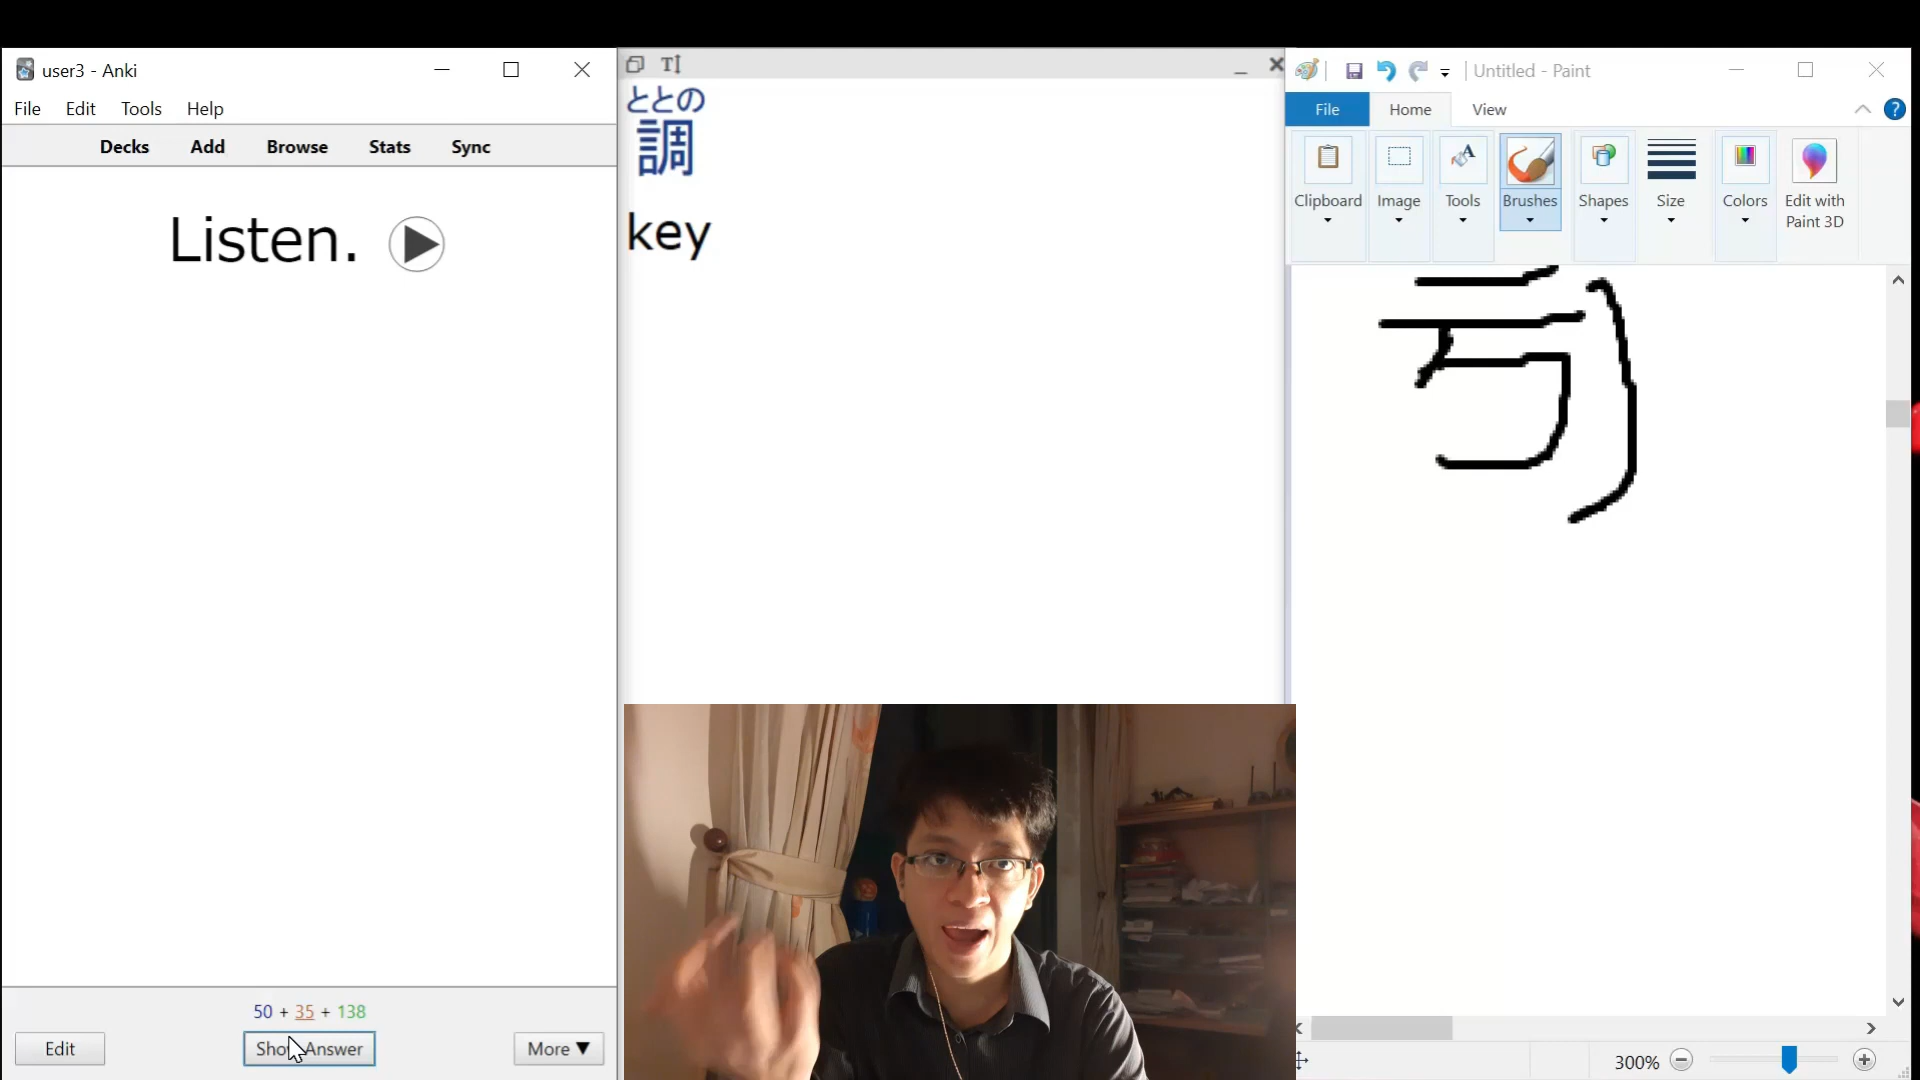 user3 - Anki
File Edit Tools Help
Decks Add Browse Stats Sync
Listen.
50 + 35 + 138
Edit Show Answer More
ととの
調
key
Untitled - Paint
File Home View
Clipboard Image Tools Brushes Shapes Size Colors Edit with Paint 3D
300%